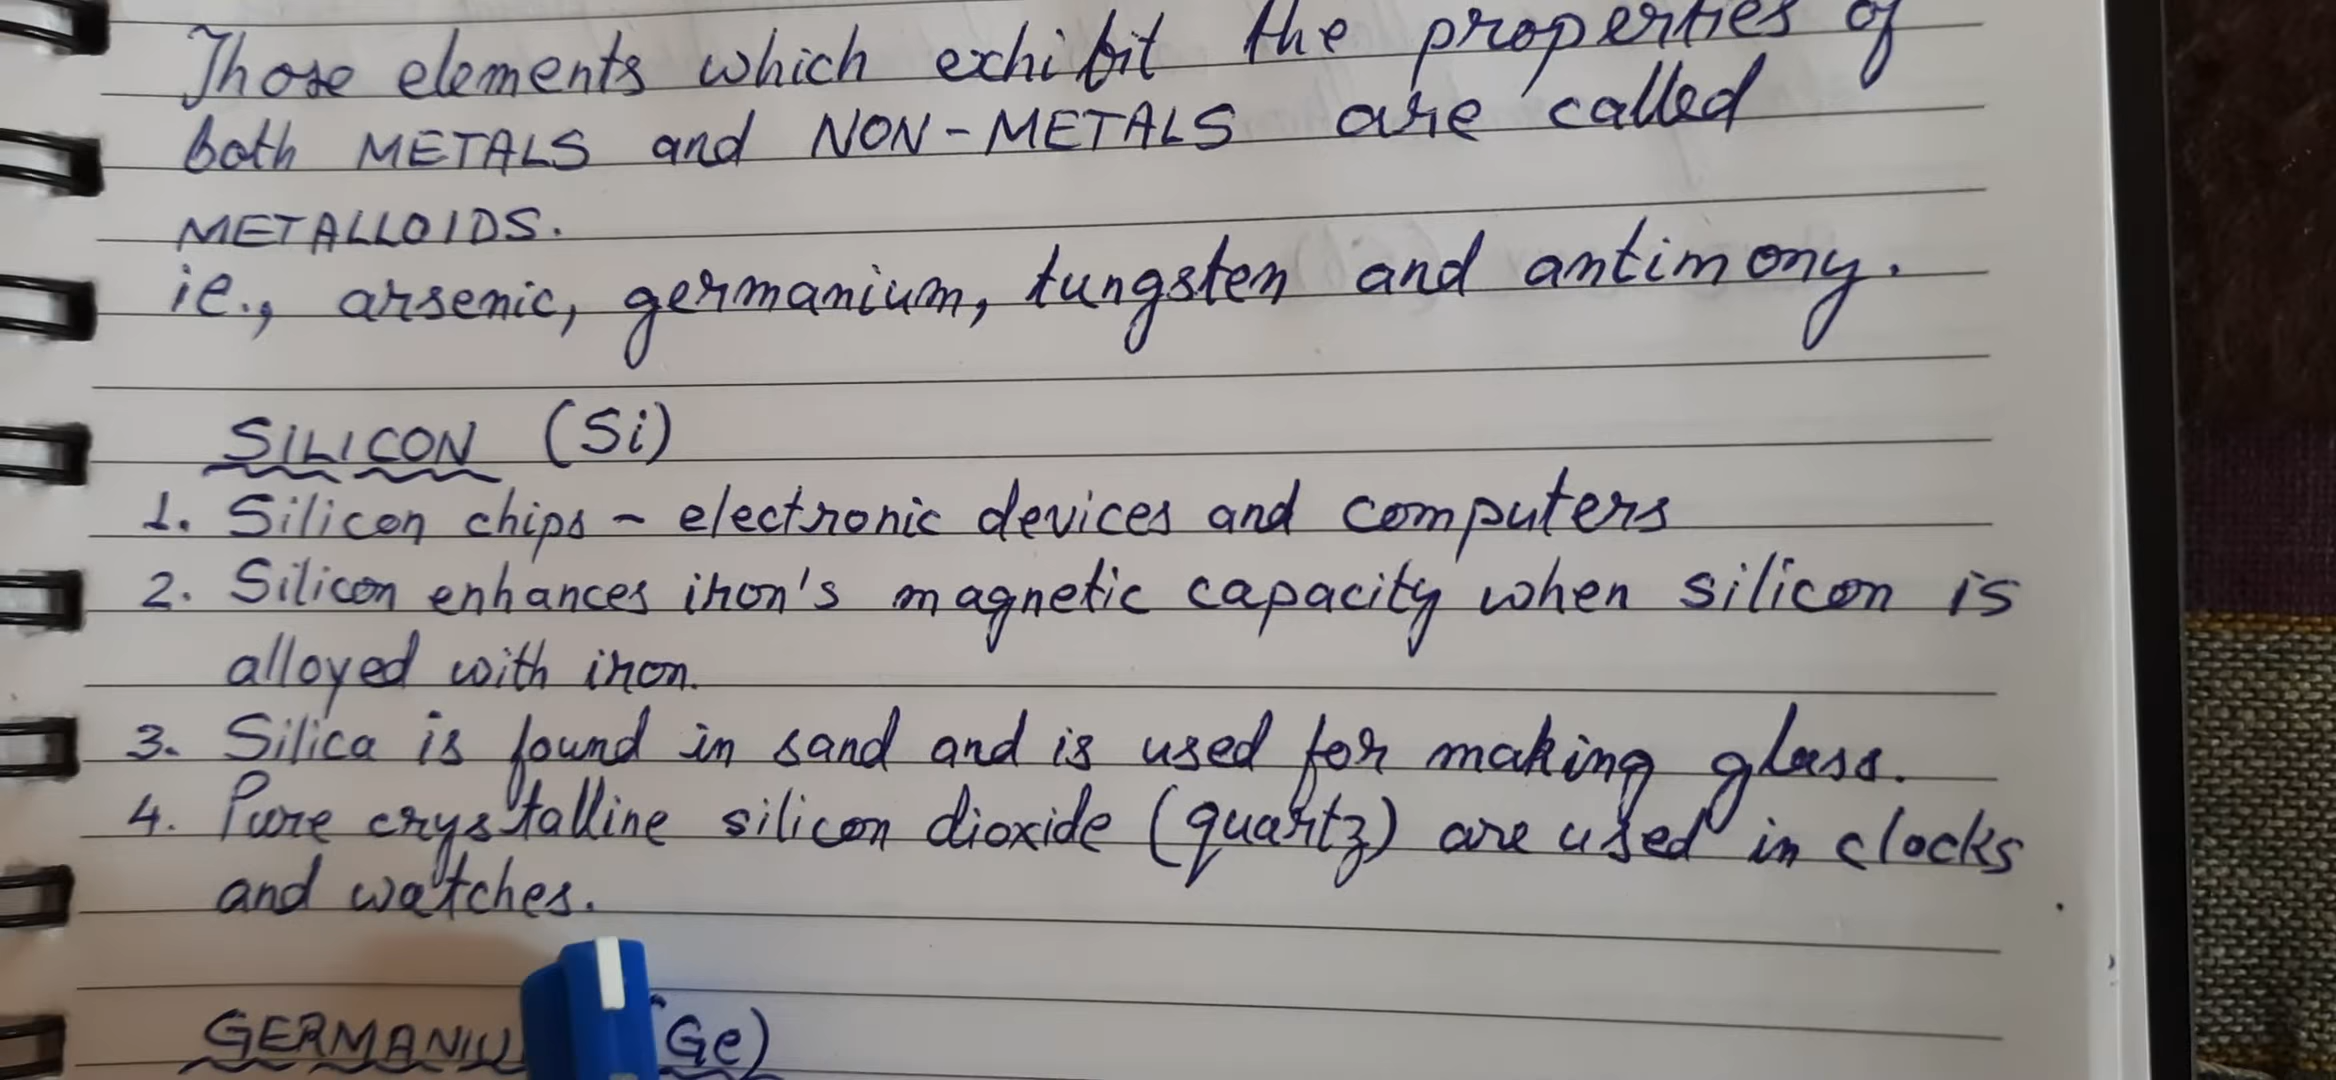 Those elements which exhibit the properties of
both METALS and NON-METALS are called
METALLOIDS.
ie., arsenic, germanium, tungsten and antimony.
SILICON (Si)
1. Silicon chips - electronic devices and computers
2. Silicon enhances iron's magnetic capacity when silicon is
alloyed with iron.
3. Silica is found in sand and is used for making glass.
4. Pure crystalline silicon dioxide (quartz) are used in clocks
and watches.
GERMANIU Ge)